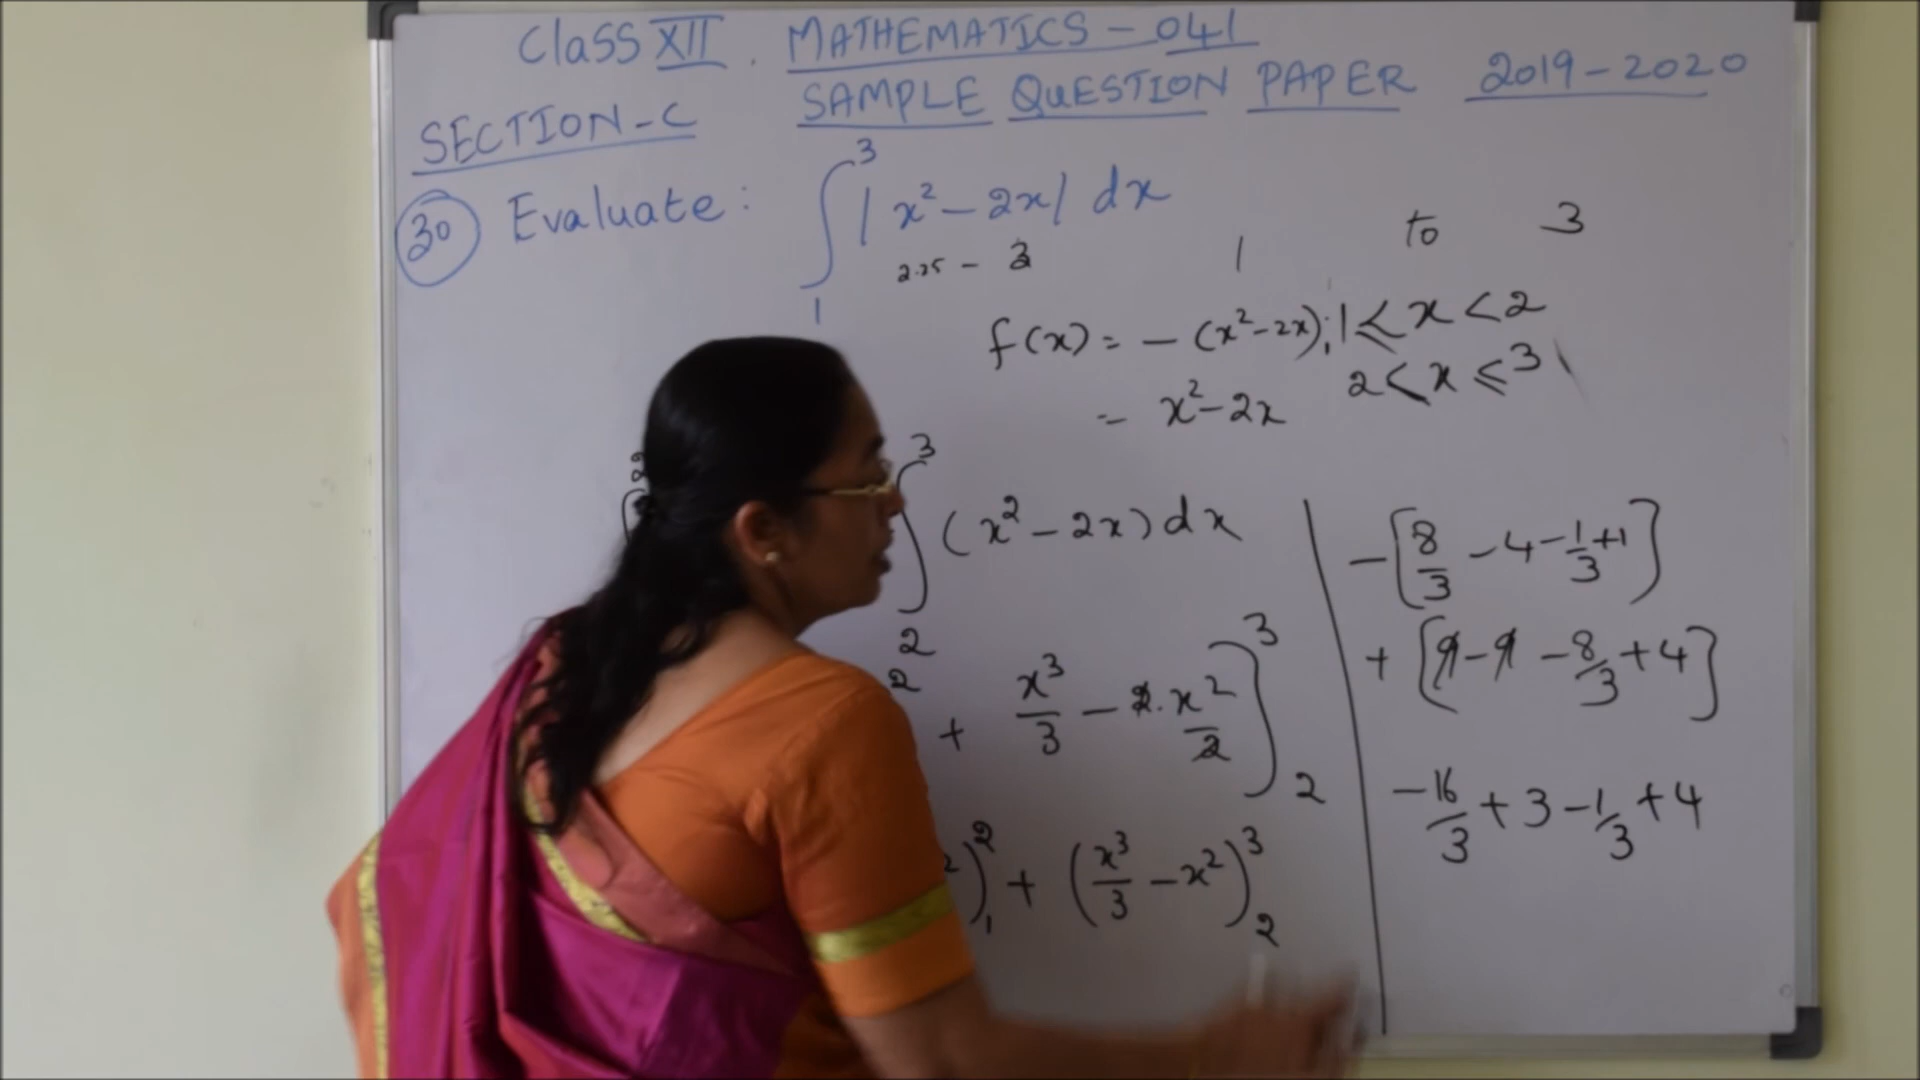 Class XII. MATHEMATICS - 041
SAMPLE QUESTION PAPER 2019-2020
SECTION-C
30 Evaluate: ∫₁³ |x² - 2x| dx
2.25 - 3
1 to 3
f(x) = - (x² - 2x); 1 ≤ x < 2
= x² - 2x 2 < x ≤ 3
∫₂³ (x² - 2x) dx
2 + x³/3 - 2·x²/2]₂³
²)₁² + (x³/3 - x²)₂³
-[8/3 - 4 - 1/3 + 1]
+ [9 - 9 - 8/3 + 4]
-16/3 + 3 - 1/3 + 4